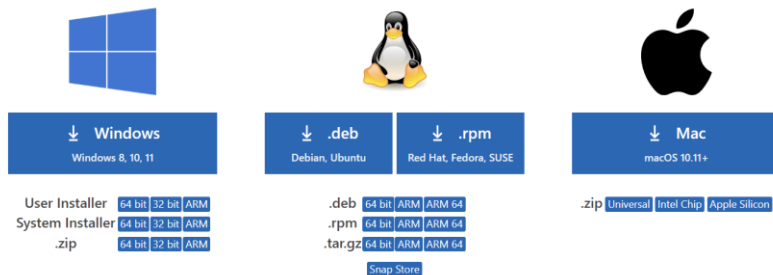 Windows
Windows 8, 10, 11
User Installer 64 bit 32 bit ARM
System Installer 64 bit 32 bit ARM
.zip 64 bit 32 bit ARM
.deb
Debian, Ubuntu
.rpm
Red Hat, Fedora, SUSE
.deb 64 bit ARM ARM 64
.rpm 64 bit ARM ARM 64
.tar.gz 64 bit ARM ARM 64
Snap Store
Mac
macOS 10.11+
.zip Universal Intel Chip Apple Silicon